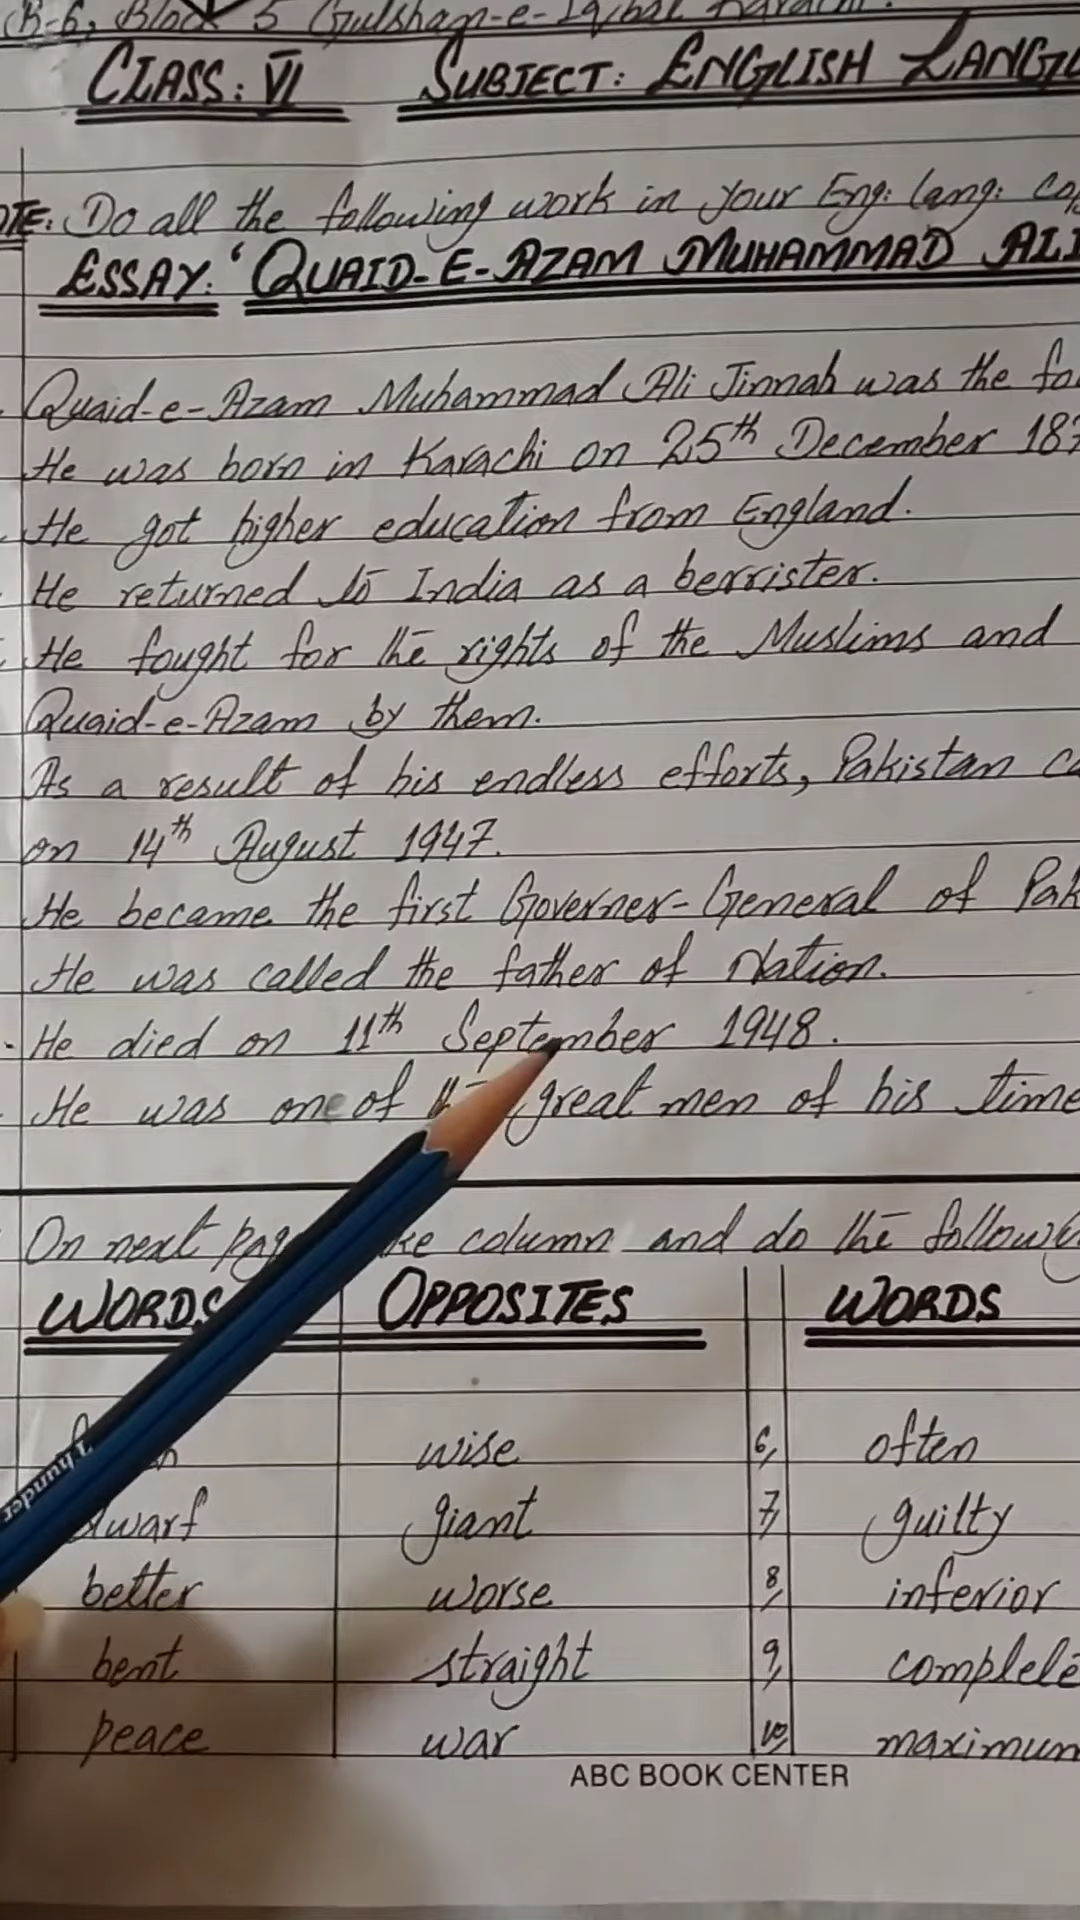 B-6, Block 5 Gulshan-e-Iqbal Karachi.
CLASS: VI SUBJECT: ENGLISH
NOTE: Do all the following work in your Eng: lang:
ESSAY: 'QUAID-E-AZAM MUHAMMAD ALI
Quaid-e-Azam Muhammad Ali Jinnah was the
He was born in Karachi on 25th December 187
He got higher education from England.
He returned to India as a berrister.
He fought for the rights of the Muslims and
Quaid-e-Azam by them.
As a result of his endless efforts, Pakistan
on 14th August 1947.
He became the first Governer-General of Pak
He was called the father of Nation.
He died on 11th September 1948.
He was one of great men of his time
On next column and do the
WORDS OPPOSITES WORDS
wise 6, often
dwarf giant 7, guilty
better worse 8, inferior
bent straight 9, complete
peace war 10, maximum
ABC BOOK CENTER
Thunder